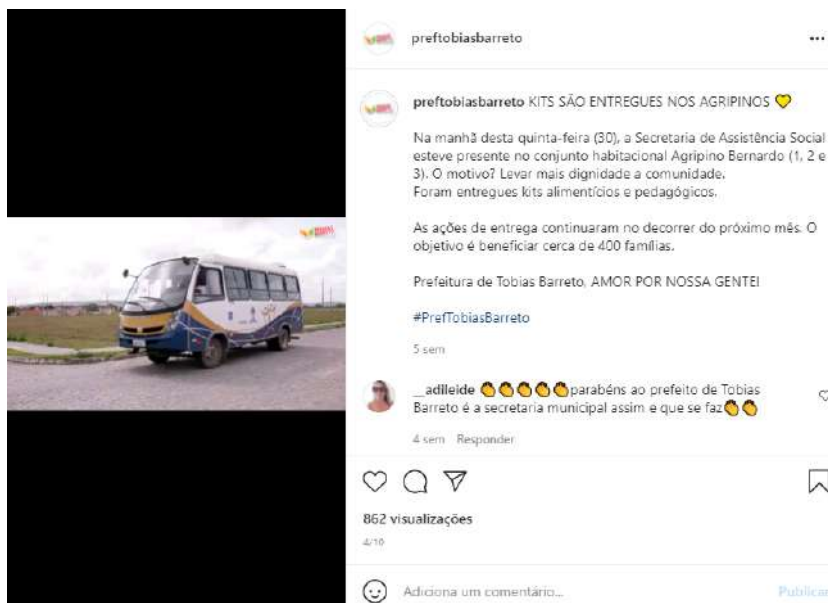 preftobiasbarreto
preftobiasbarreto KITS SÃO ENTREGUES NOS AGRIPINOS 💛
Na manhã desta quinta-feira (30), a Secretaria de Assistência Social
esteve presente no conjunto habitacional Agripino Bernardo (1, 2 e
3). O motivo? Levar mais dignidade a comunidade.
Foram entregues kits alimentícios e pedagógicos.
As ações de entrega continuaram no decorrer do próximo mês. O
objetivo é beneficiar cerca de 400 famílias.
Prefeitura de Tobias Barreto, AMOR POR NOSSA GENTE!
#PrefTobiasBarreto
5 sem
__adileide 👏👏👏👏👏parabéns ao prefeito de Tobias
Barreto é a secretaria municipal assim e que se faz👏👏
4 sem Responder
862 visualizações
4/10
Adiciona um comentário...
Publicar